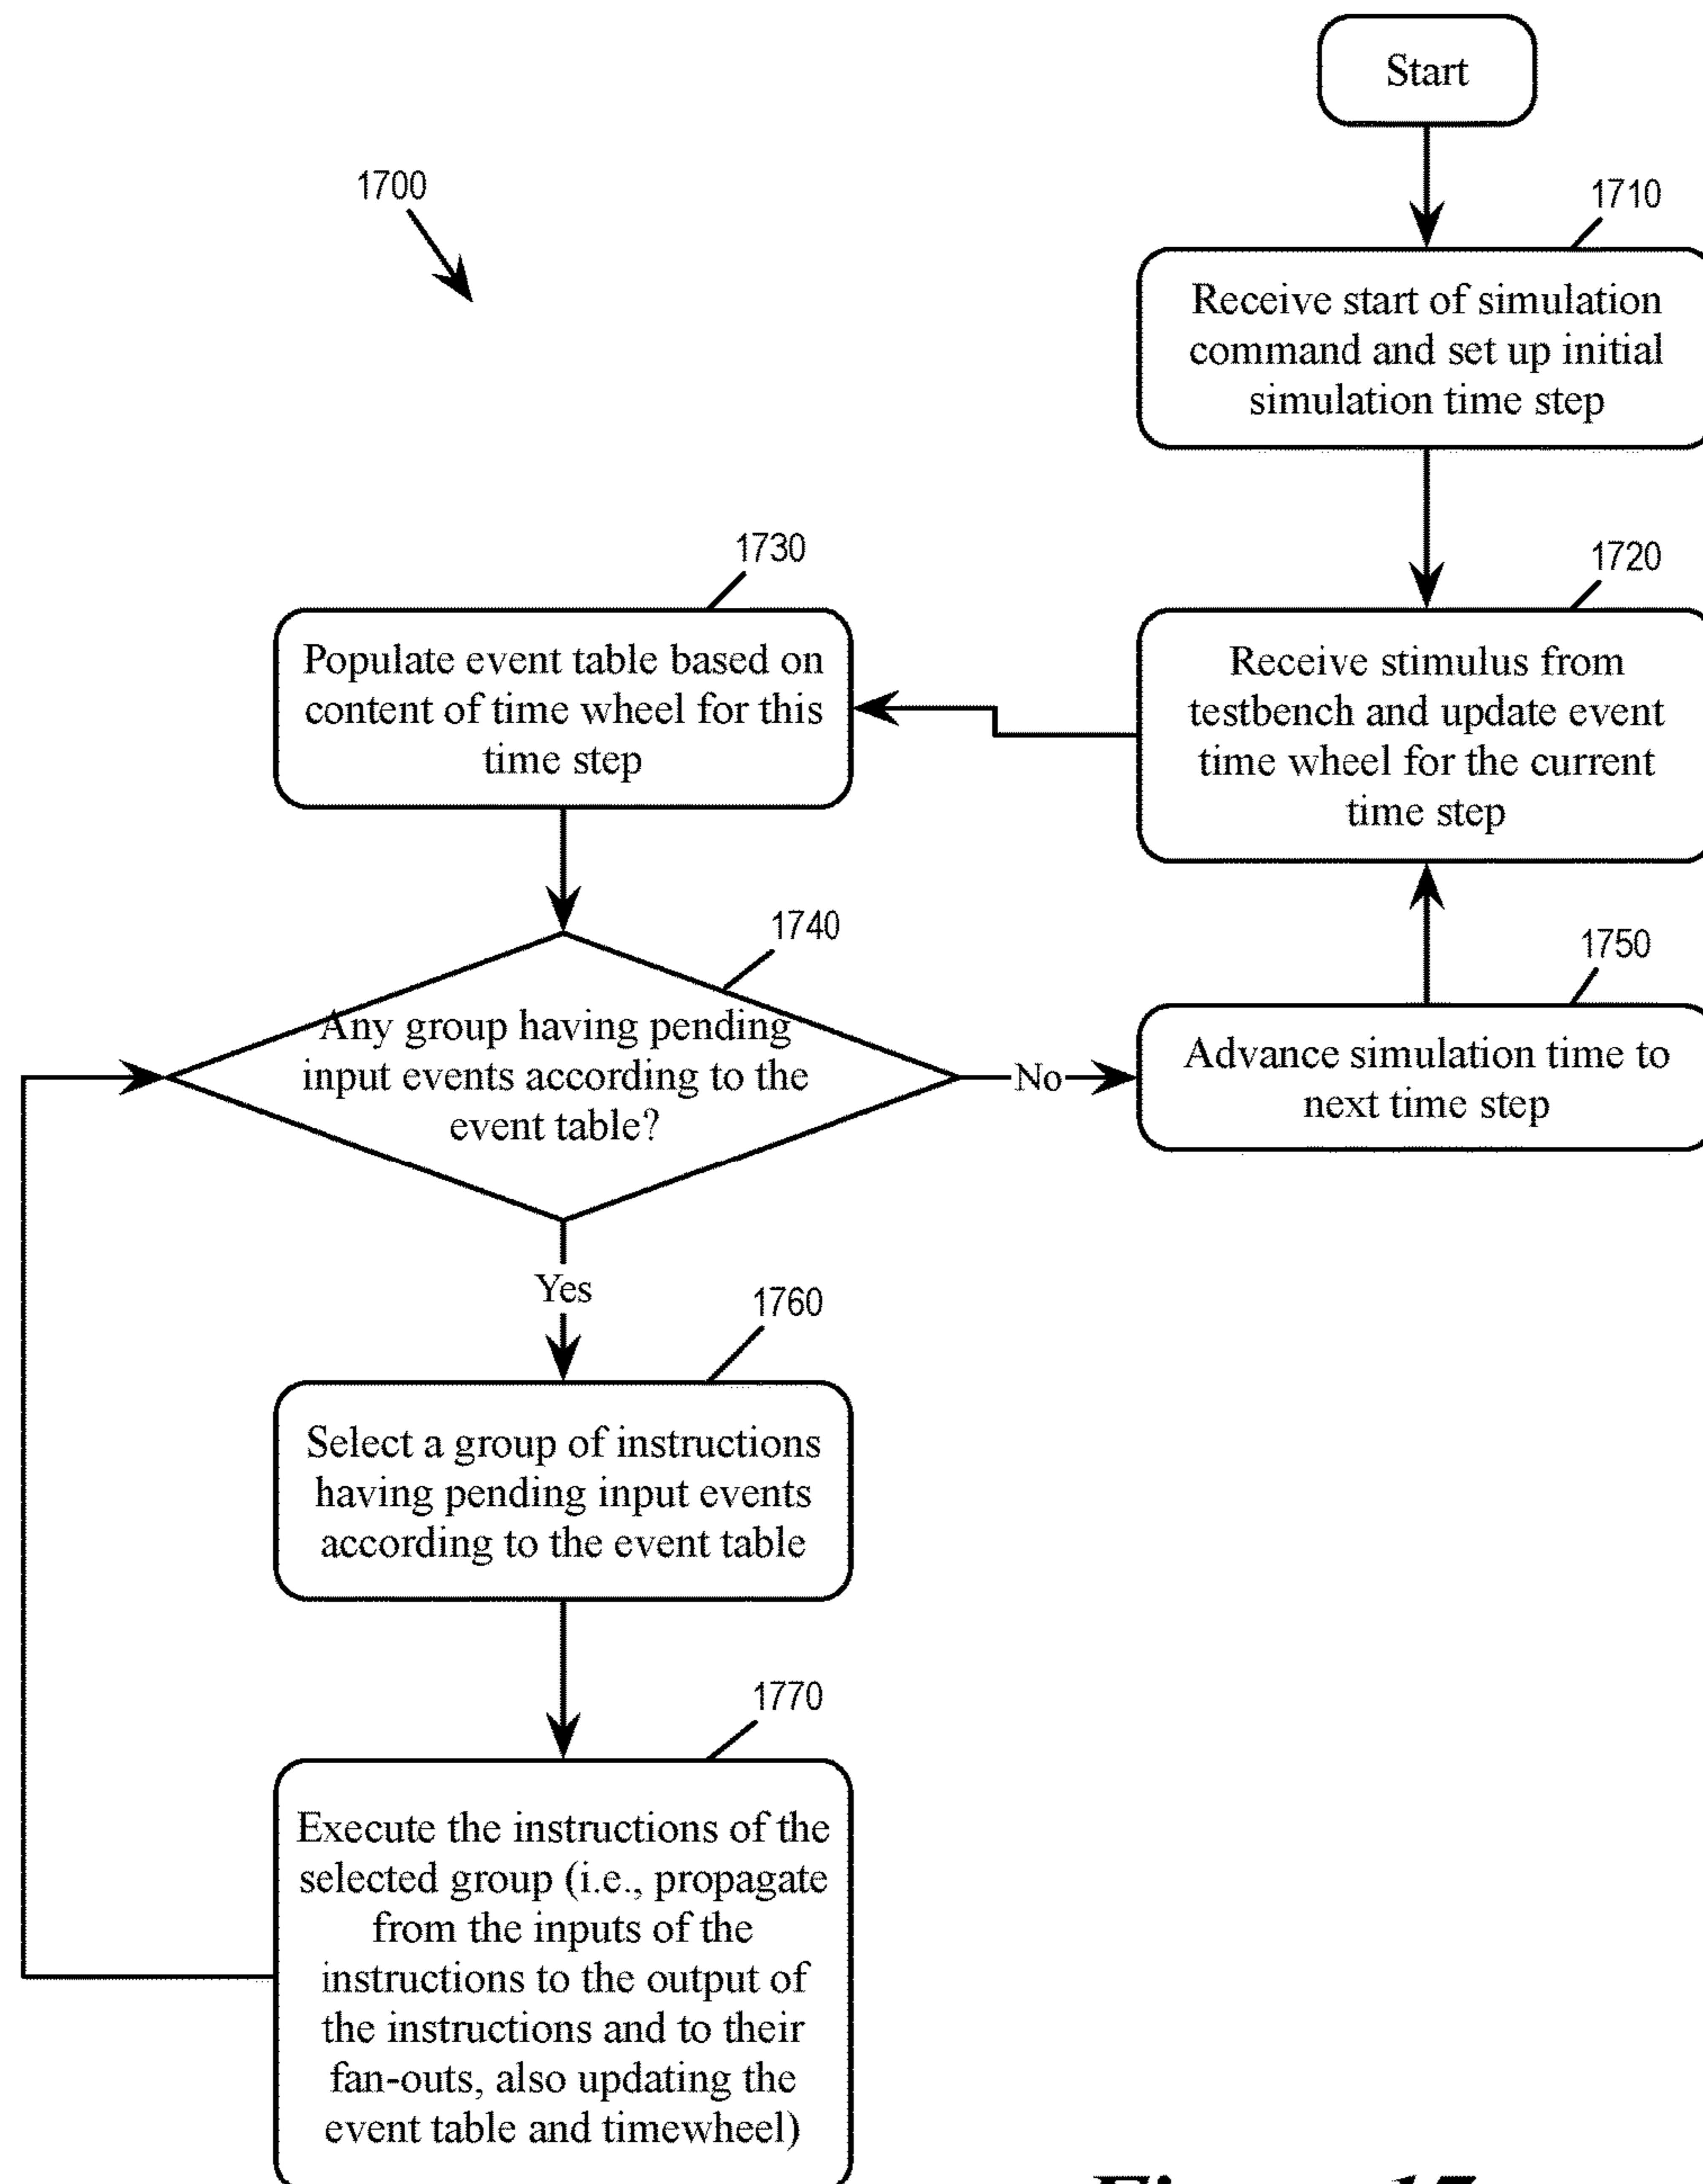 Start
1700
1710
Receive start of simulation
command and set up initial
simulation time step
1720
Receive stimulus from
testbench and update event
time wheel for the current
time step
1730
Populate event table based on
content of time wheel for this
time step
1740
Any group having pending
input events according to the
event table?
No
1750
Advance simulation time to
next time step
Yes
1760
Select a group of instructions
having pending input events
according to the event table
1770
Execute the instructions of the
selected group (i.e., propagate
from the inputs of the
instructions to the output of
the instructions and to their
fan-outs, also updating the
event table and timewheel)